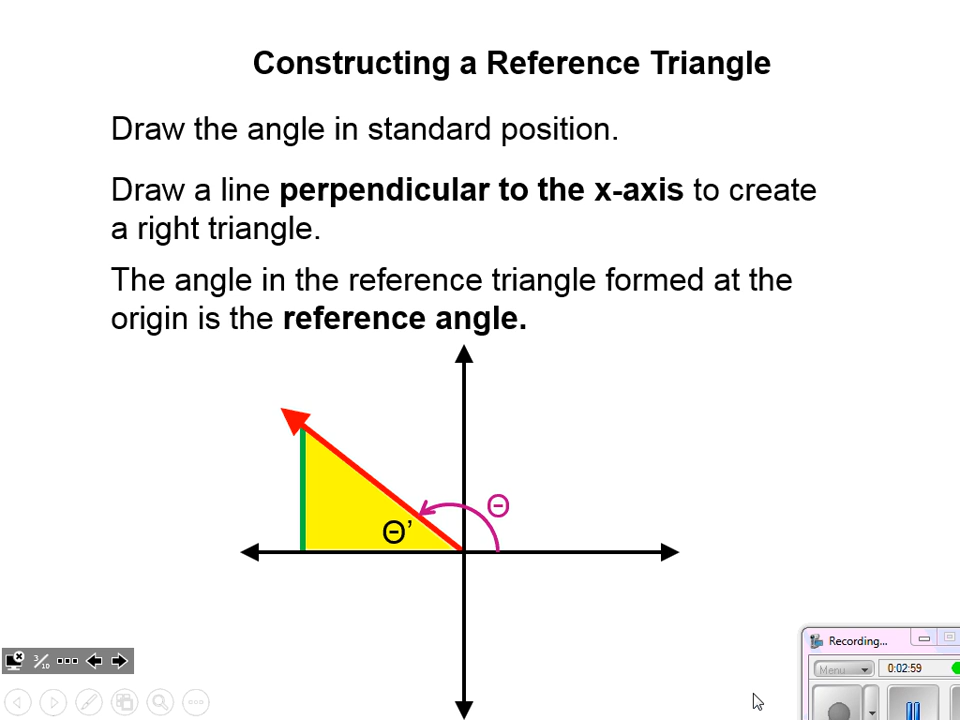 Constructing a Reference Triangle
Draw the angle in standard position.
Draw a line perpendicular to the x-axis to create
a right triangle.
The angle in the reference triangle formed at the
origin is the reference angle.
Θ
Θ’
Recording...
3/10
Menu
0:02:59